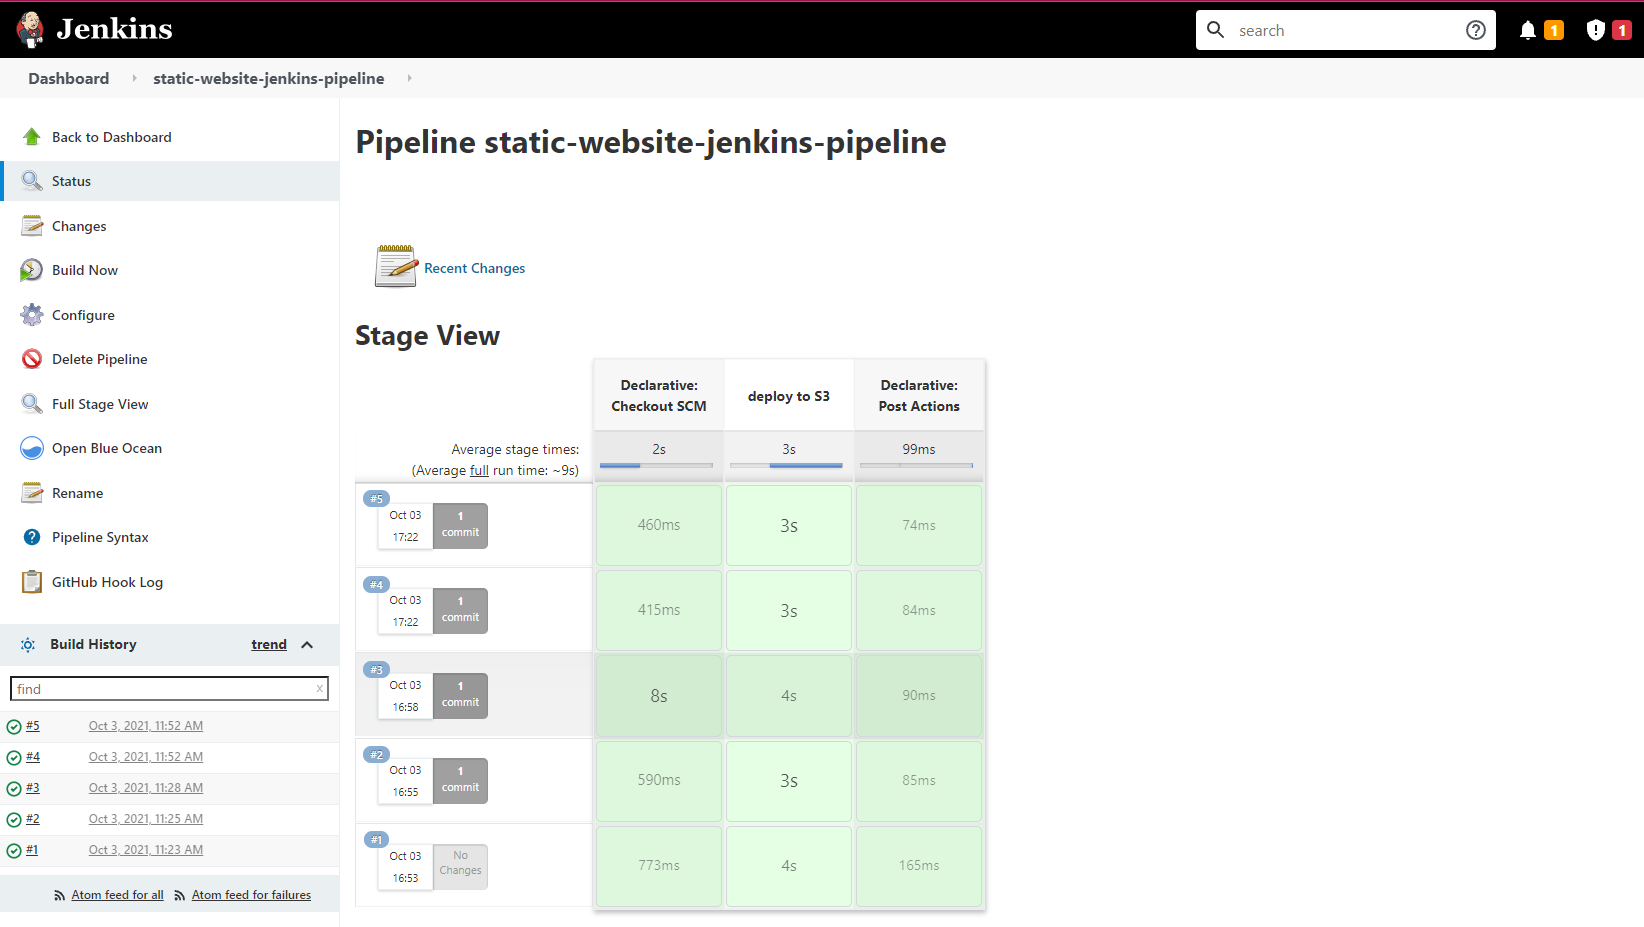 Jenkins
search
1
1
Dashboard
static-website-jenkins-pipeline
Back to Dashboard
Status
Changes
Build Now
Configure
Delete Pipeline
Full Stage View
Open Blue Ocean
Rename
Pipeline Syntax
GitHub Hook Log
Build History
trend
find
x
#5 Oct 3, 2021, 11:52 AM
#4 Oct 3, 2021, 11:52 AM
#3 Oct 3, 2021, 11:28 AM
#2 Oct 3, 2021, 11:25 AM
#1 Oct 3, 2021, 11:23 AM
Atom feed for all Atom feed for failures
Pipeline static-website-jenkins-pipeline
Recent Changes
Stage View
Declarative:
Checkout SCM
deploy to S3
Declarative:
Post Actions
Average stage times:
(Average full run time: ~9s)
2s
3s
99ms
#5
Oct 03
17:22
1
commit
460ms
3s
74ms
#4
Oct 03
17:22
1
commit
415ms
3s
84ms
#3
Oct 03
16:58
1
commit
8s
4s
90ms
#2
Oct 03
16:55
1
commit
590ms
3s
85ms
#1
Oct 03
16:53
No
Changes
773ms
4s
165ms